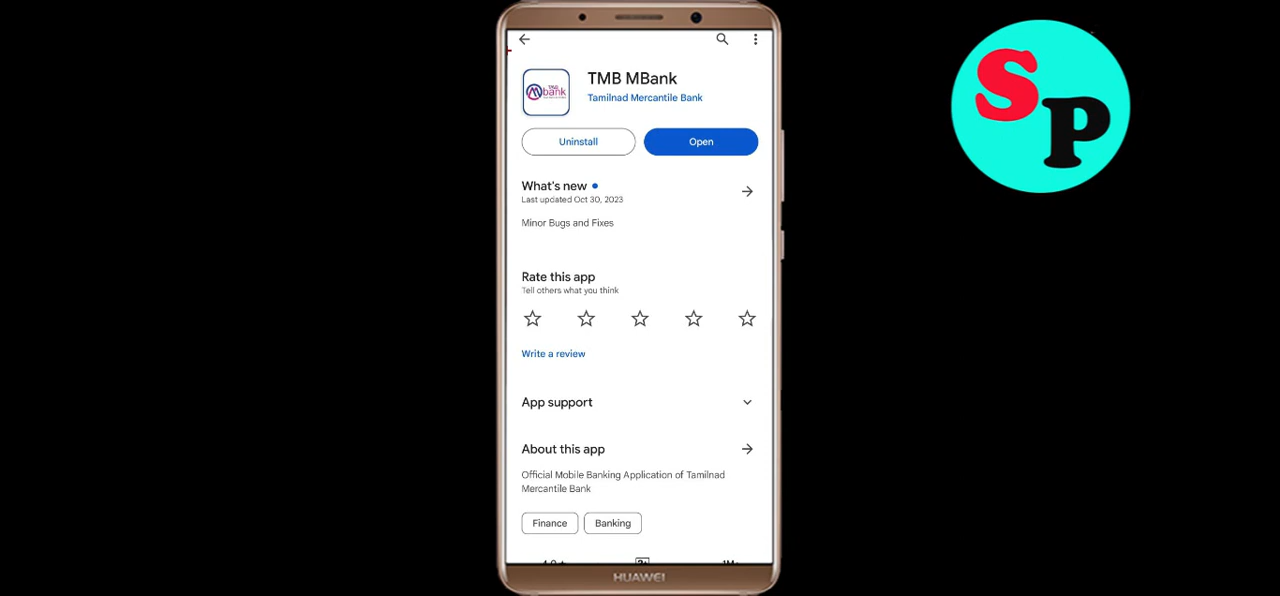 TMB MBank
Tamilnad Mercantile Bank
Uninstall
Open
What's new
Last updated Oct 30, 2023
Minor Bugs and Fixes
Rate this app
Tell others what you think
Write a review
App support
About this app
Official Mobile Banking Application of Tamilnad
Mercantile Bank
Finance
Banking
HUAWEI
SP